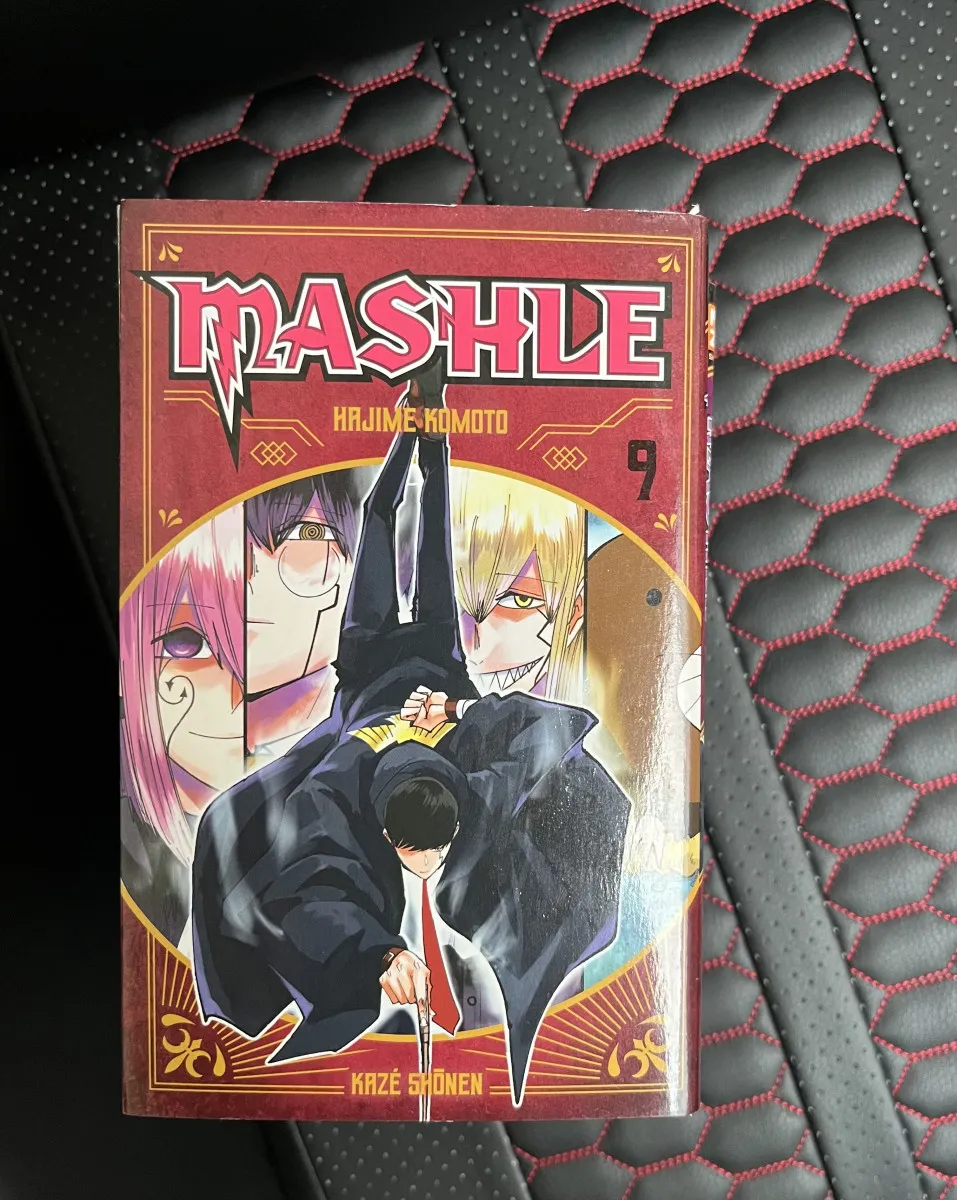 MASHLE
HAJIME KOMOTO
9
KAZÉ SHŌNEN